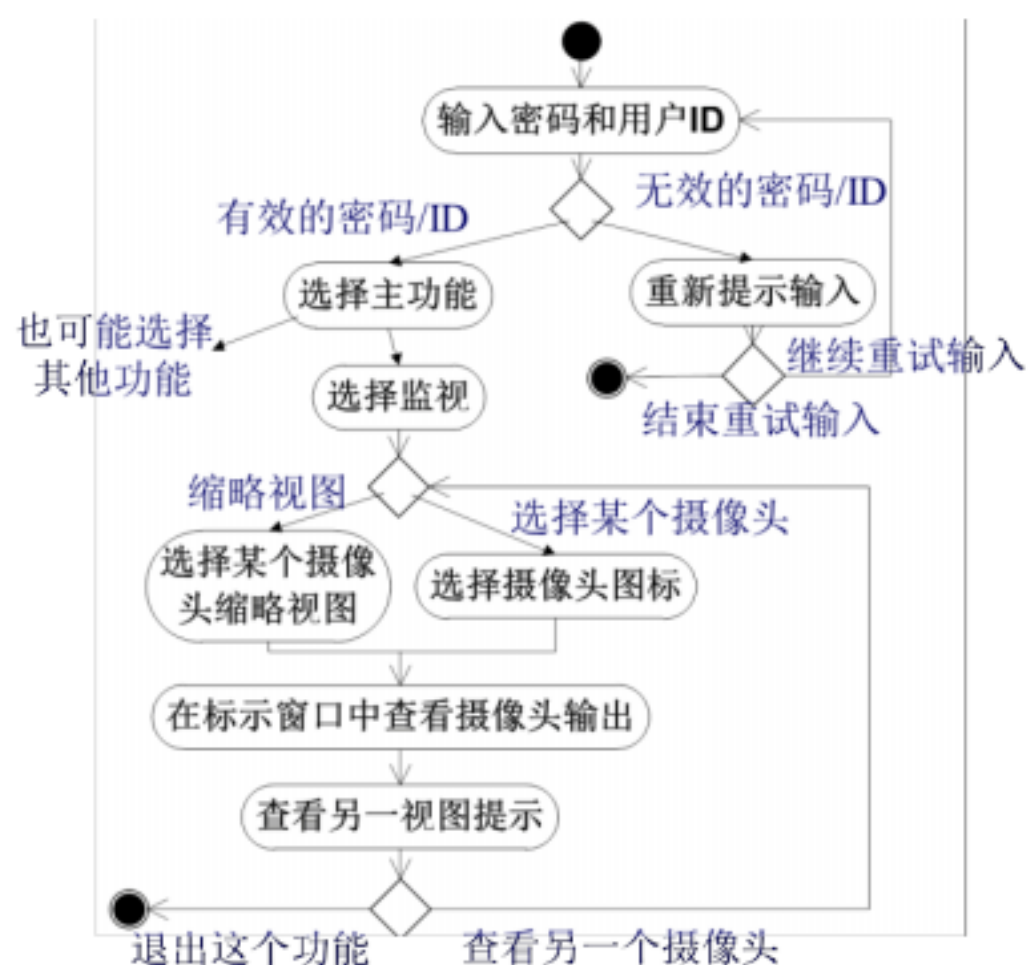 输入密码和用户ID
无效的密码/ID
有效的密码/ID
选择主功能
重新提示输入
也可能选择
其他功能
继续重试输入
选择监视
结束重试输入
缩略视图
选择某个摄像头
选择某个摄像
头缩略视图
选择摄像头图标
在标示窗口中查看摄像头输出
查看另一视图提示
退出这个功能
查看另一个摄像头